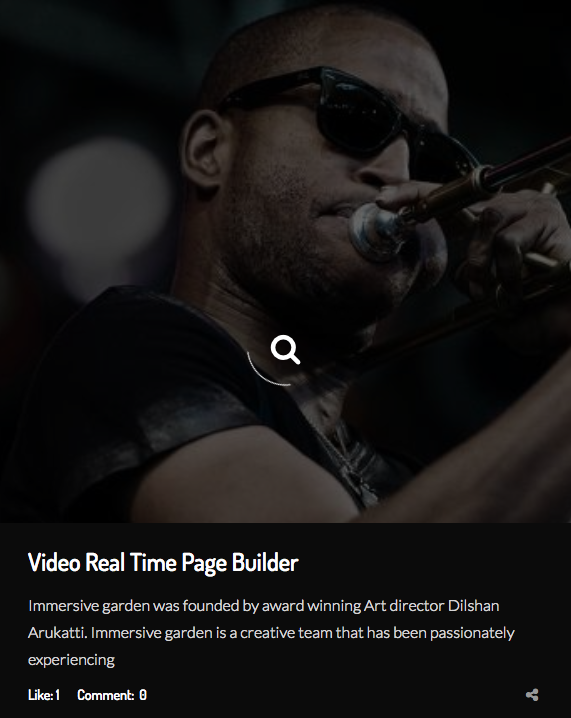 Video Real Time Page Builder
Immersive garden was founded by award winning Art director Dilshan
Arukatti. Immersive garden is a creative team that has been passionately
experiencing
Like: 1 Comment: 0